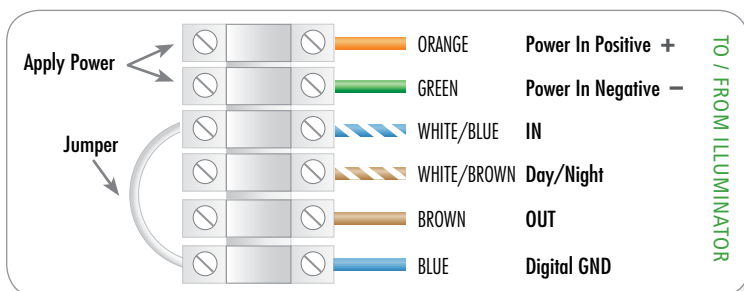 Apply Power
Jumper
ORANGE Power In Positive +
GREEN Power In Negative –
WHITE/BLUE IN
WHITE/BROWN Day/Night
BROWN OUT
BLUE Digital GND
TO / FROM ILLUMINATOR